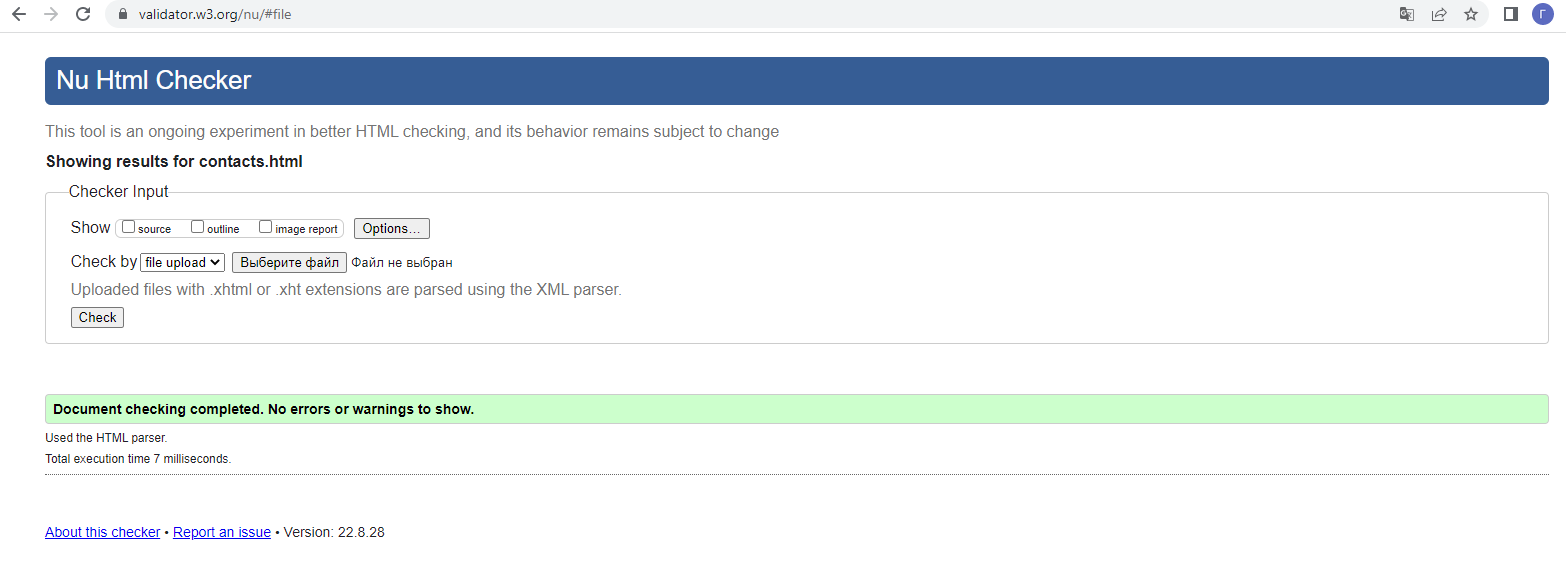 validator.w3.org/nu/#file
Г
Nu Html Checker
This tool is an ongoing experiment in better HTML checking, and its behavior remains subject to change
Showing results for contacts.html
Checker Input
Show source outline image report Options...
Check by file upload Выберите файл Файл не выбран
Uploaded files with .xhtml or .xht extensions are parsed using the XML parser.
Check
Document checking completed. No errors or warnings to show.
Used the HTML parser.
Total execution time 7 milliseconds.
About this checker • Report an issue • Version: 22.8.28